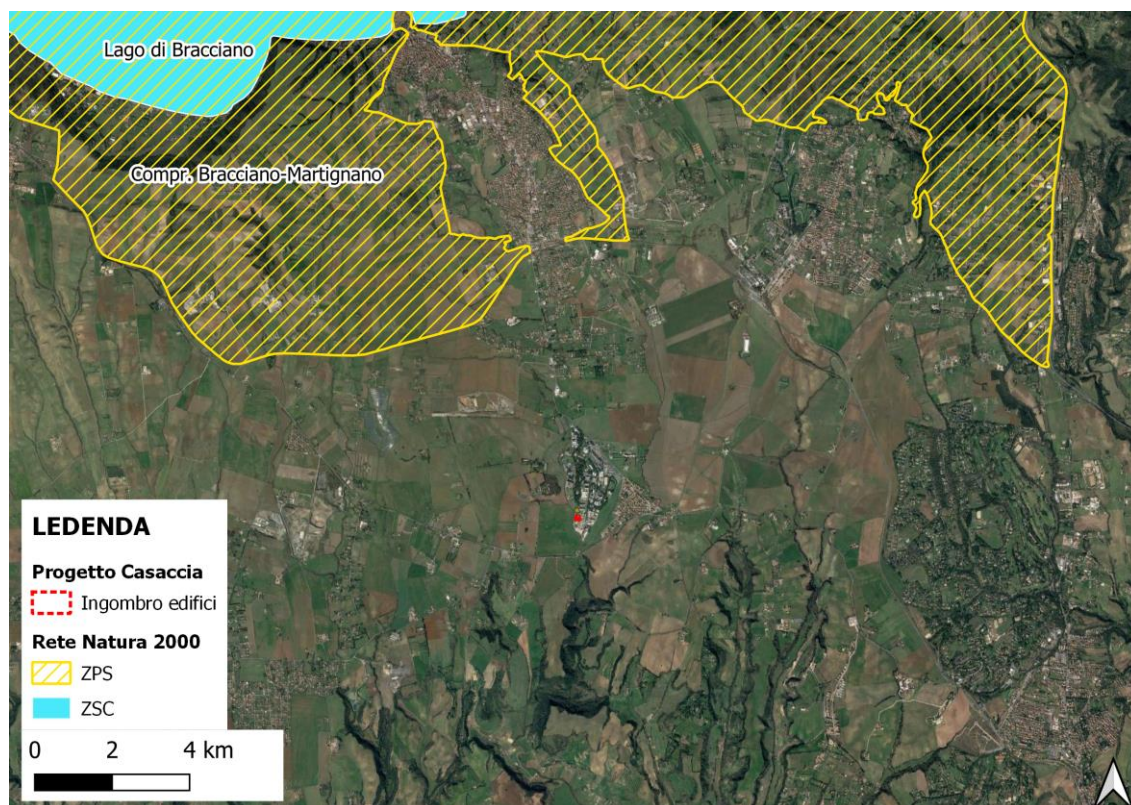 Lago di Bracciano
Compr. Bracciano-Martignano
LEDENDA
Progetto Casaccia
Ingombro edifici
Rete Natura 2000
ZPS
ZSC
0 2 4 km